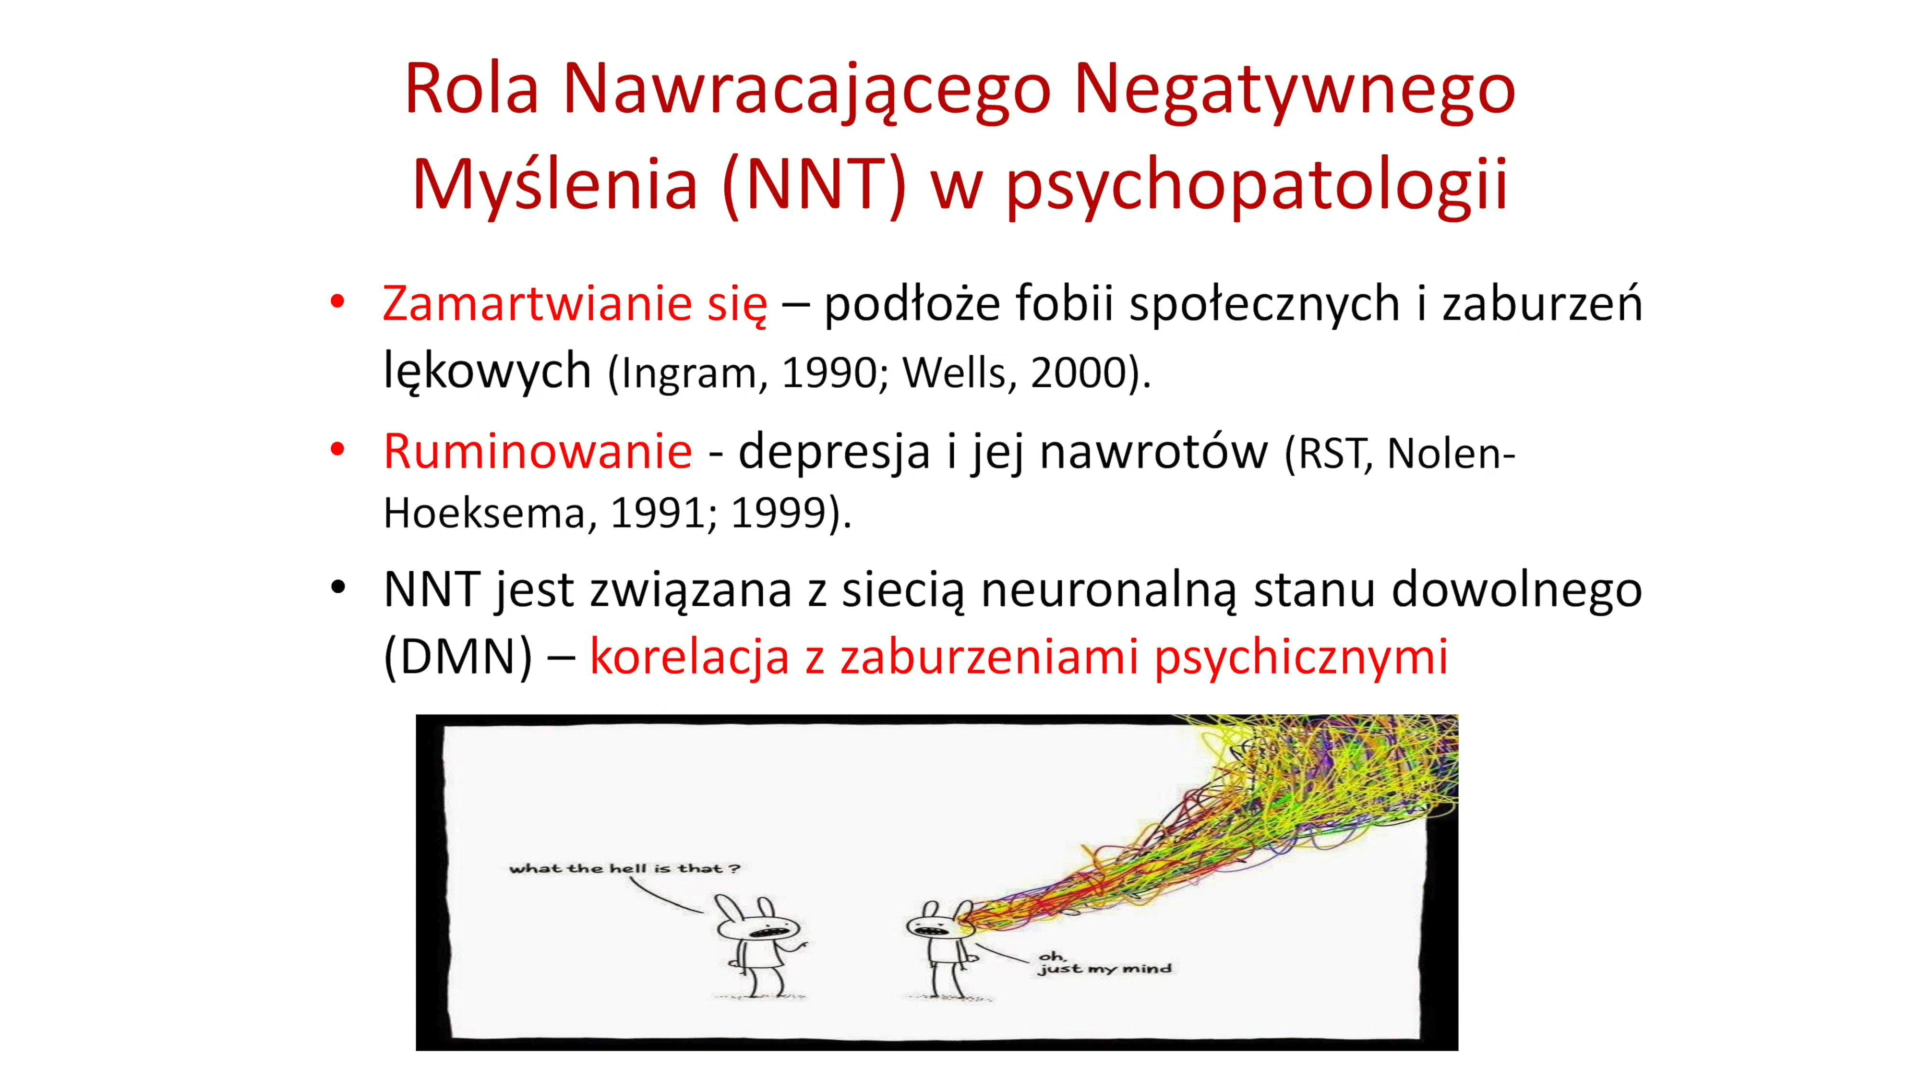 Rola Nawracającego Negatywnego
Myślenia (NNT) w psychopatologii
• Zamartwianie się – podłoże fobii społecznych i zaburzeń
lękowych (Ingram, 1990; Wells, 2000).
• Ruminowanie - depresja i jej nawrotów (RST, Nolen-
Hoeksema, 1991; 1999).
• NNT jest związana z siecią neuronalną stanu dowolnego
(DMN) – korelacja z zaburzeniami psychicznymi
what the hell is that ?
oh,
just my mind